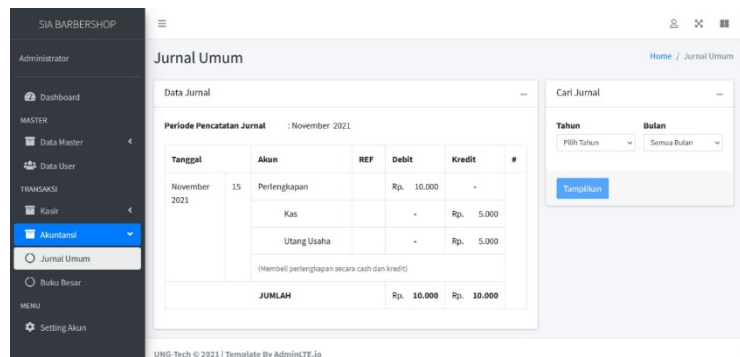 SIA BARBERSHOP
Administrator
Dashboard
MASTER
Data Master
Data User
TRANSAKSI
Kasir
Akuntansi
Jurnal Umum
Buku Besar
MENU
Setting Akun
Jurnal Umum
Home / Jurnal Umum
Data Jurnal
Periode Pencatatan Jurnal : November 2021
Tanggal Akun REF Debit Kredit #
November 2021 15 Perlengkapan Rp. 10.000 -
Kas - Rp. 5.000
Utang Usaha - Rp. 5.000
(Membeli perlengkapan secara cash dan kredit)
JUMLAH Rp. 10.000 Rp. 10.000
Cari Jurnal
Tahun Bulan
Pilih Tahun Semua Bulan
Tampilkan
UNG-Tech © 2021 | Template By AdminLTE.io